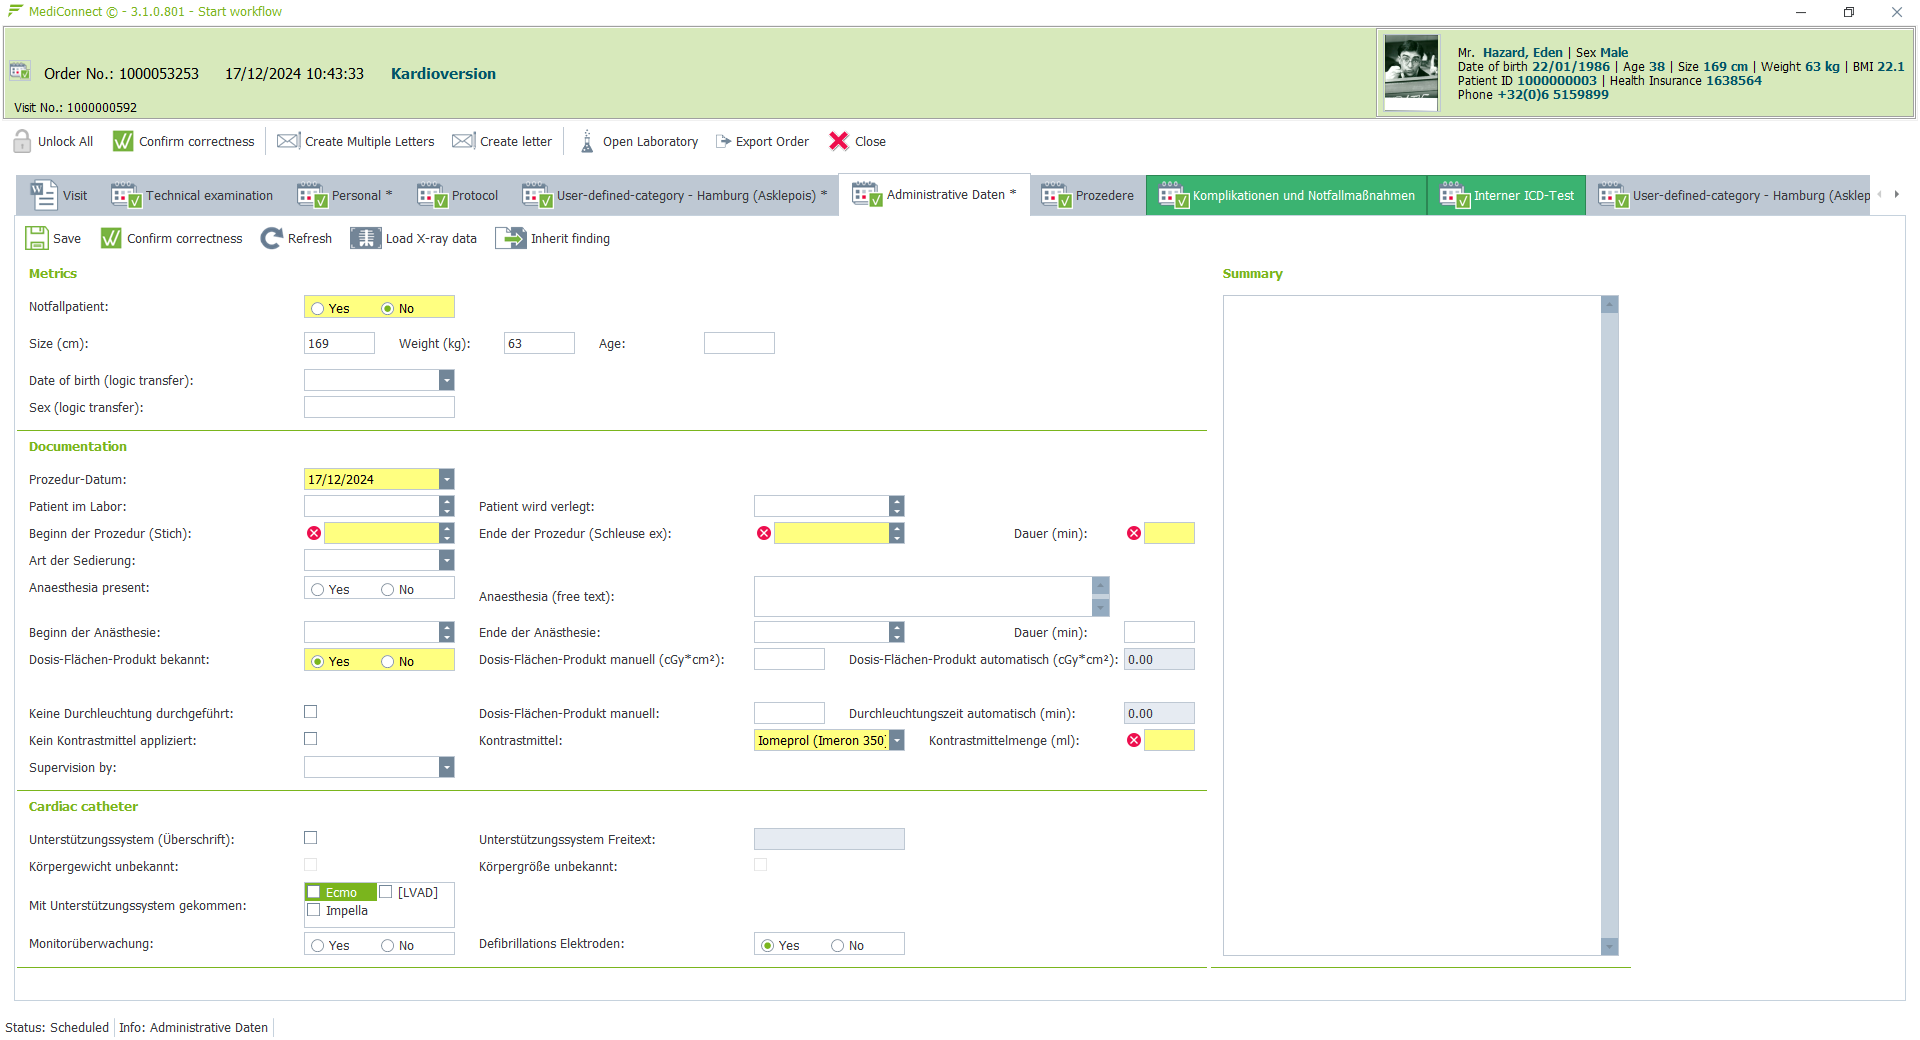 MediConnect © - 3.1.0.801 - Start workflow
Order No.: 1000053253 17/12/2024 10:43:33 Kardioversion
Visit No.: 1000000592
Mr. Hazard, Eden | Sex Male
Date of birth 22/01/1986 | Age 38 | Size 169 cm | Weight 63 kg | BMI 22.1
Patient ID 1000000003 | Health Insurance 1638564
Phone +32(0)6 5159899
Unlock All Confirm correctness Create Multiple Letters Create letter Open Laboratory Export Order Close
Visit Technical examination Personal * Protocol User-defined-category - Hamburg (Asklepois) * Administrative Daten * Prozedere Komplikationen und Notfallmaßnahmen Interner ICD-Test User-defined-category - Hamburg (Asklep
Save Confirm correctness Refresh Load X-ray data Inherit finding
Metrics
Notfallpatient: Yes No
Size (cm): 169 Weight (kg): 63 Age:
Date of birth (logic transfer):
Sex (logic transfer):
Documentation
Prozedur-Datum: 17/12/2024
Patient im Labor: Patient wird verlegt:
Beginn der Prozedur (Stich): Ende der Prozedur (Schleuse ex): Dauer (min):
Art der Sedierung:
Anaesthesia present: Yes No Anaesthesia (free text):
Beginn der Anästhesie: Ende der Anästhesie: Dauer (min):
Dosis-Flächen-Produkt bekannt: Yes No Dosis-Flächen-Produkt manuell (cGy*cm²): Dosis-Flächen-Produkt automatisch (cGy*cm²): 0.00
Keine Durchleuchtung durchgeführt: Dosis-Flächen-Produkt manuell: Durchleuchtungszeit automatisch (min): 0.00
Kein Kontrastmittel appliziert: Kontrastmittel: Iomeprol (Imeron 350) Kontrastmittelmenge (ml):
Supervision by:
Cardiac catheter
Unterstützungssystem (Überschrift): Unterstützungssystem Freitext:
Körpergewicht unbekannt: Körpergröße unbekannt:
Mit Unterstützungssystem gekommen: Ecmo [LVAD]
Impella
Monitorüberwachung: Yes No Defibrillations Elektroden: Yes No
Summary
Status: Scheduled Info: Administrative Daten